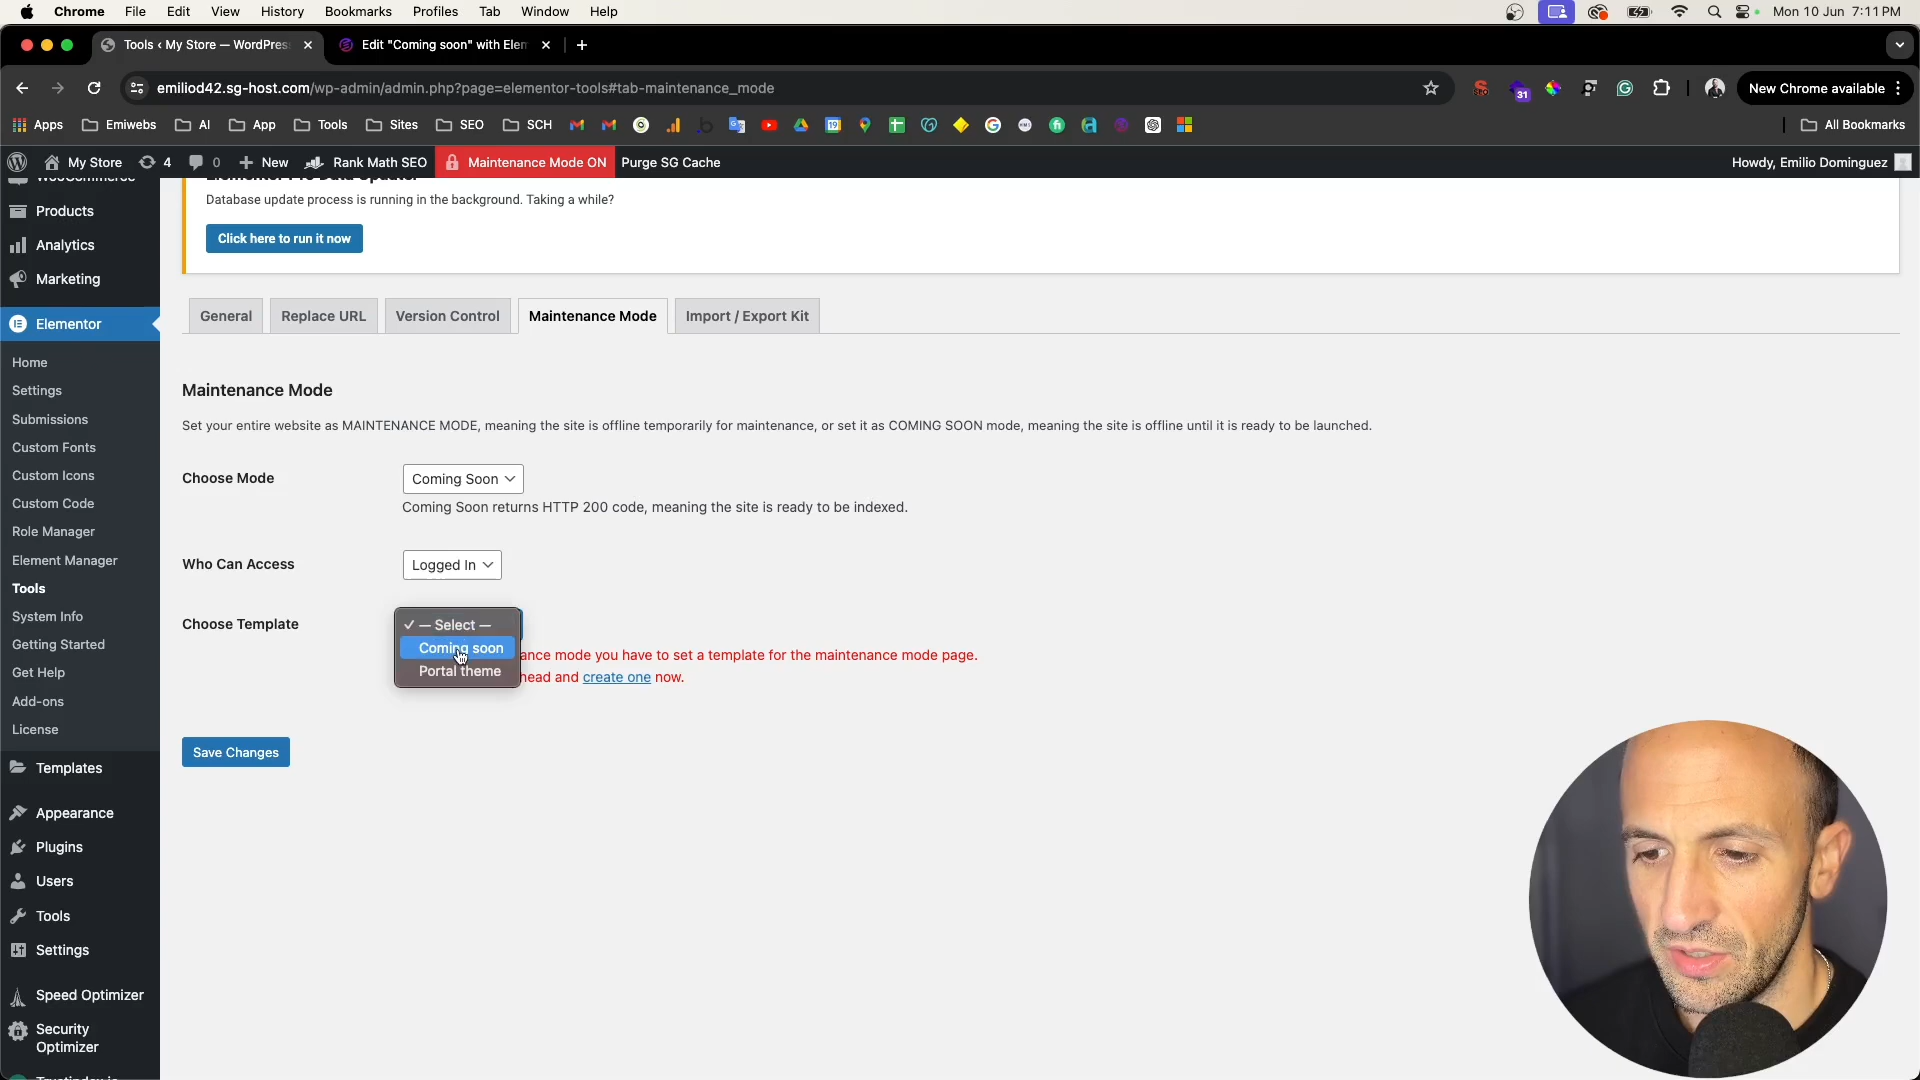 Chrome File Edit View History Bookmarks Profiles Tab Window Help
Mon 10 Jun 7:11 PM
Tools ‹ My Store — WordPres
Edit "Coming soon" with Elem
emiliod42.sg-host.com/wp-admin/admin.php?page=elementor-tools#tab-maintenance_mode
31
New Chrome available
Apps Emiwebs AI App Tools Sites SEO SCH
All Bookmarks
My Store 4 0 New Rank Math SEO Maintenance Mode ON Purge SG Cache
Howdy, Emilio Dominguez
WooCommerce
Products
Analytics
Marketing
Elementor
Home
Settings
Submissions
Custom Fonts
Custom Icons
Custom Code
Role Manager
Element Manager
Tools
System Info
Getting Started
Get Help
Add-ons
License
Templates
Appearance
Plugins
Users
Tools
Settings
Speed Optimizer
Security
Optimizer
Database update process is running in the background. Taking a while?
Click here to run it now
General
Replace URL
Version Control
Maintenance Mode
Import / Export Kit
Maintenance Mode
Set your entire website as MAINTENANCE MODE, meaning the site is offline temporarily for maintenance, or set it as COMING SOON mode, meaning the site is offline until it is ready to be launched.
Choose Mode
Coming Soon
Coming Soon returns HTTP 200 code, meaning the site is ready to be indexed.
Who Can Access
Logged In
Choose Template
— Select —
Coming soon
Portal theme
ance mode you have to set a template for the maintenance mode page.
head and create one now.
Save Changes